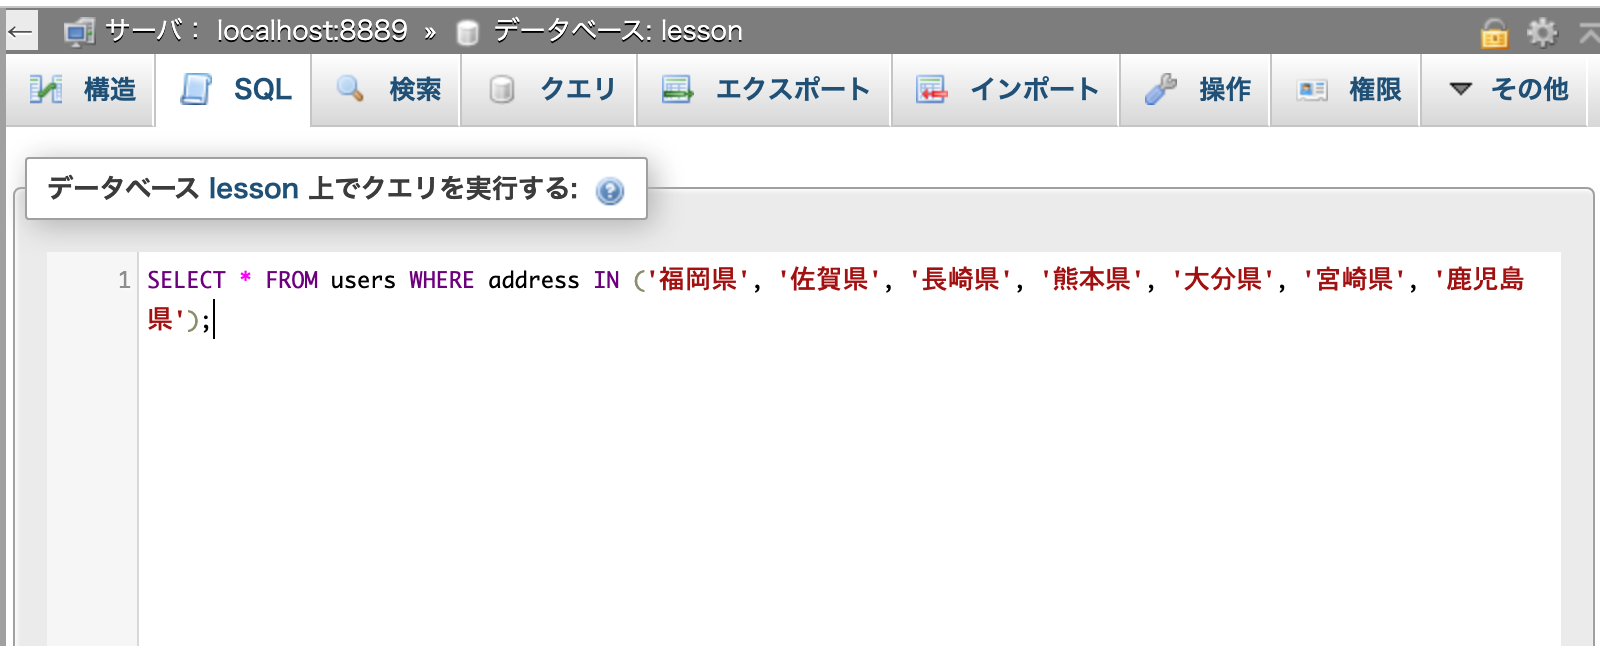 サーバ： localhost:8889 » データベース: lesson
構造 SQL 検索 クエリ エクスポート インポート 操作 権限 その他
データベース lesson 上でクエリを実行する:
1 SELECT * FROM users WHERE address IN ('福岡県', '佐賀県', '長崎県', '熊本県', '大分県', '宮崎県', '鹿児島
県');